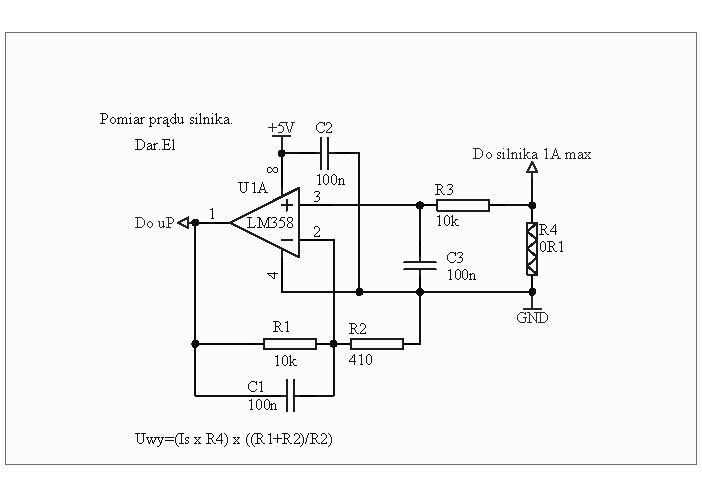 Pomiar prądu silnika.
Dar.El
+5V
C2
100n
8
U1A
3
1
LM358
2
4
Do uP
Do silnika 1A max
R3
10k
R4
0R1
C3
100n
GND
R1
10k
R2
410
C1
100n
Uwy=(Is x R4) x ((R1+R2)/R2)